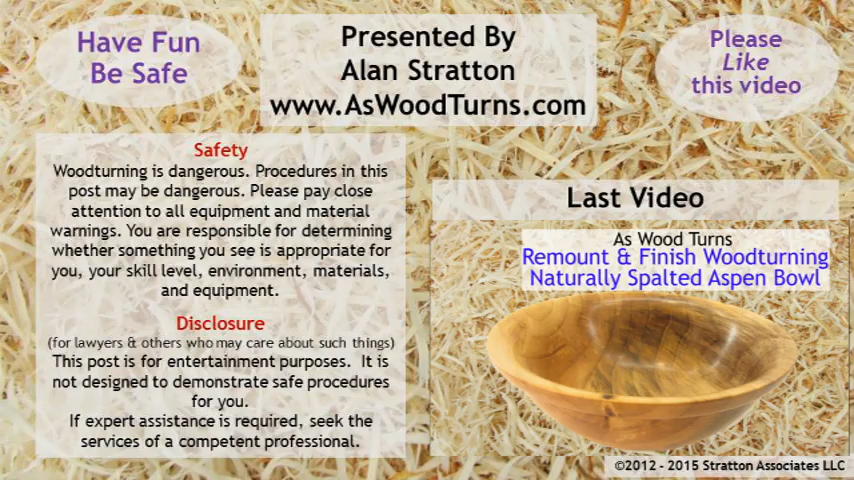 Have Fun
Be Safe
Presented By
Alan Stratton
www.AsWoodTurns.com
Please
Like
this video
Safety
Woodturning is dangerous. Procedures in this
post may be dangerous. Please pay close
attention to all equipment and material
warnings. You are responsible for determining
whether something you see is appropriate for
you, your skill level, environment, materials,
and equipment.
Disclosure
(for lawyers & others who may care about such things)
This post is for entertainment purposes. It is
not designed to demonstrate safe procedures
for you.
If expert assistance is required, seek the
services of a competent professional.
Last Video
As Wood Turns
Remount & Finish Woodturning
Naturally Spalted Aspen Bowl
©2012 - 2015 Stratton Associates LLC